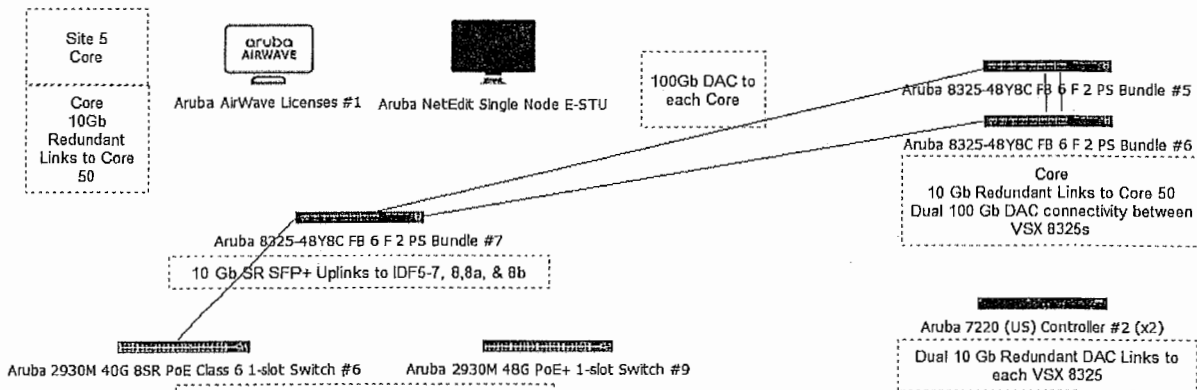 Site 5
Core
Core
10Gb
Redundant
Links to Core
50
aruba
AIRWAVE
Aruba AirWave Licenses #1
Aruba NetEdit Single Node E-STU
100Gb DAC to
each Core
Aruba 8325-48Y8C FB 6 F 2 PS Bundle #5
Aruba 8325-48Y8C FB 6 F 2 PS Bundle #6
Core
10 Gb Redundant Links to Core 50
Dual 100 Gb DAC connectivity between
VSX 8325s
Aruba 8325-48Y8C FB 6 F 2 PS Bundle #7
10 Gb SR SFP+ Uplinks to IDF5-7, 8,8a, & 8b
Aruba 2930M 40G 8SR PoE Class 6 1-slot Switch #6
Aruba 2930M 48G PoE+ 1-slot Switch #9
Aruba 7220 (US) Controller #2 (x2)
Dual 10 Gb Redundant DAC Links to
each VSX 8325